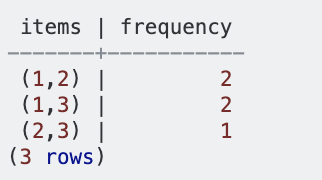 items | frequency
-------+-----------
(1,2) | 2
(1,3) | 2
(2,3) | 1
(3 rows)